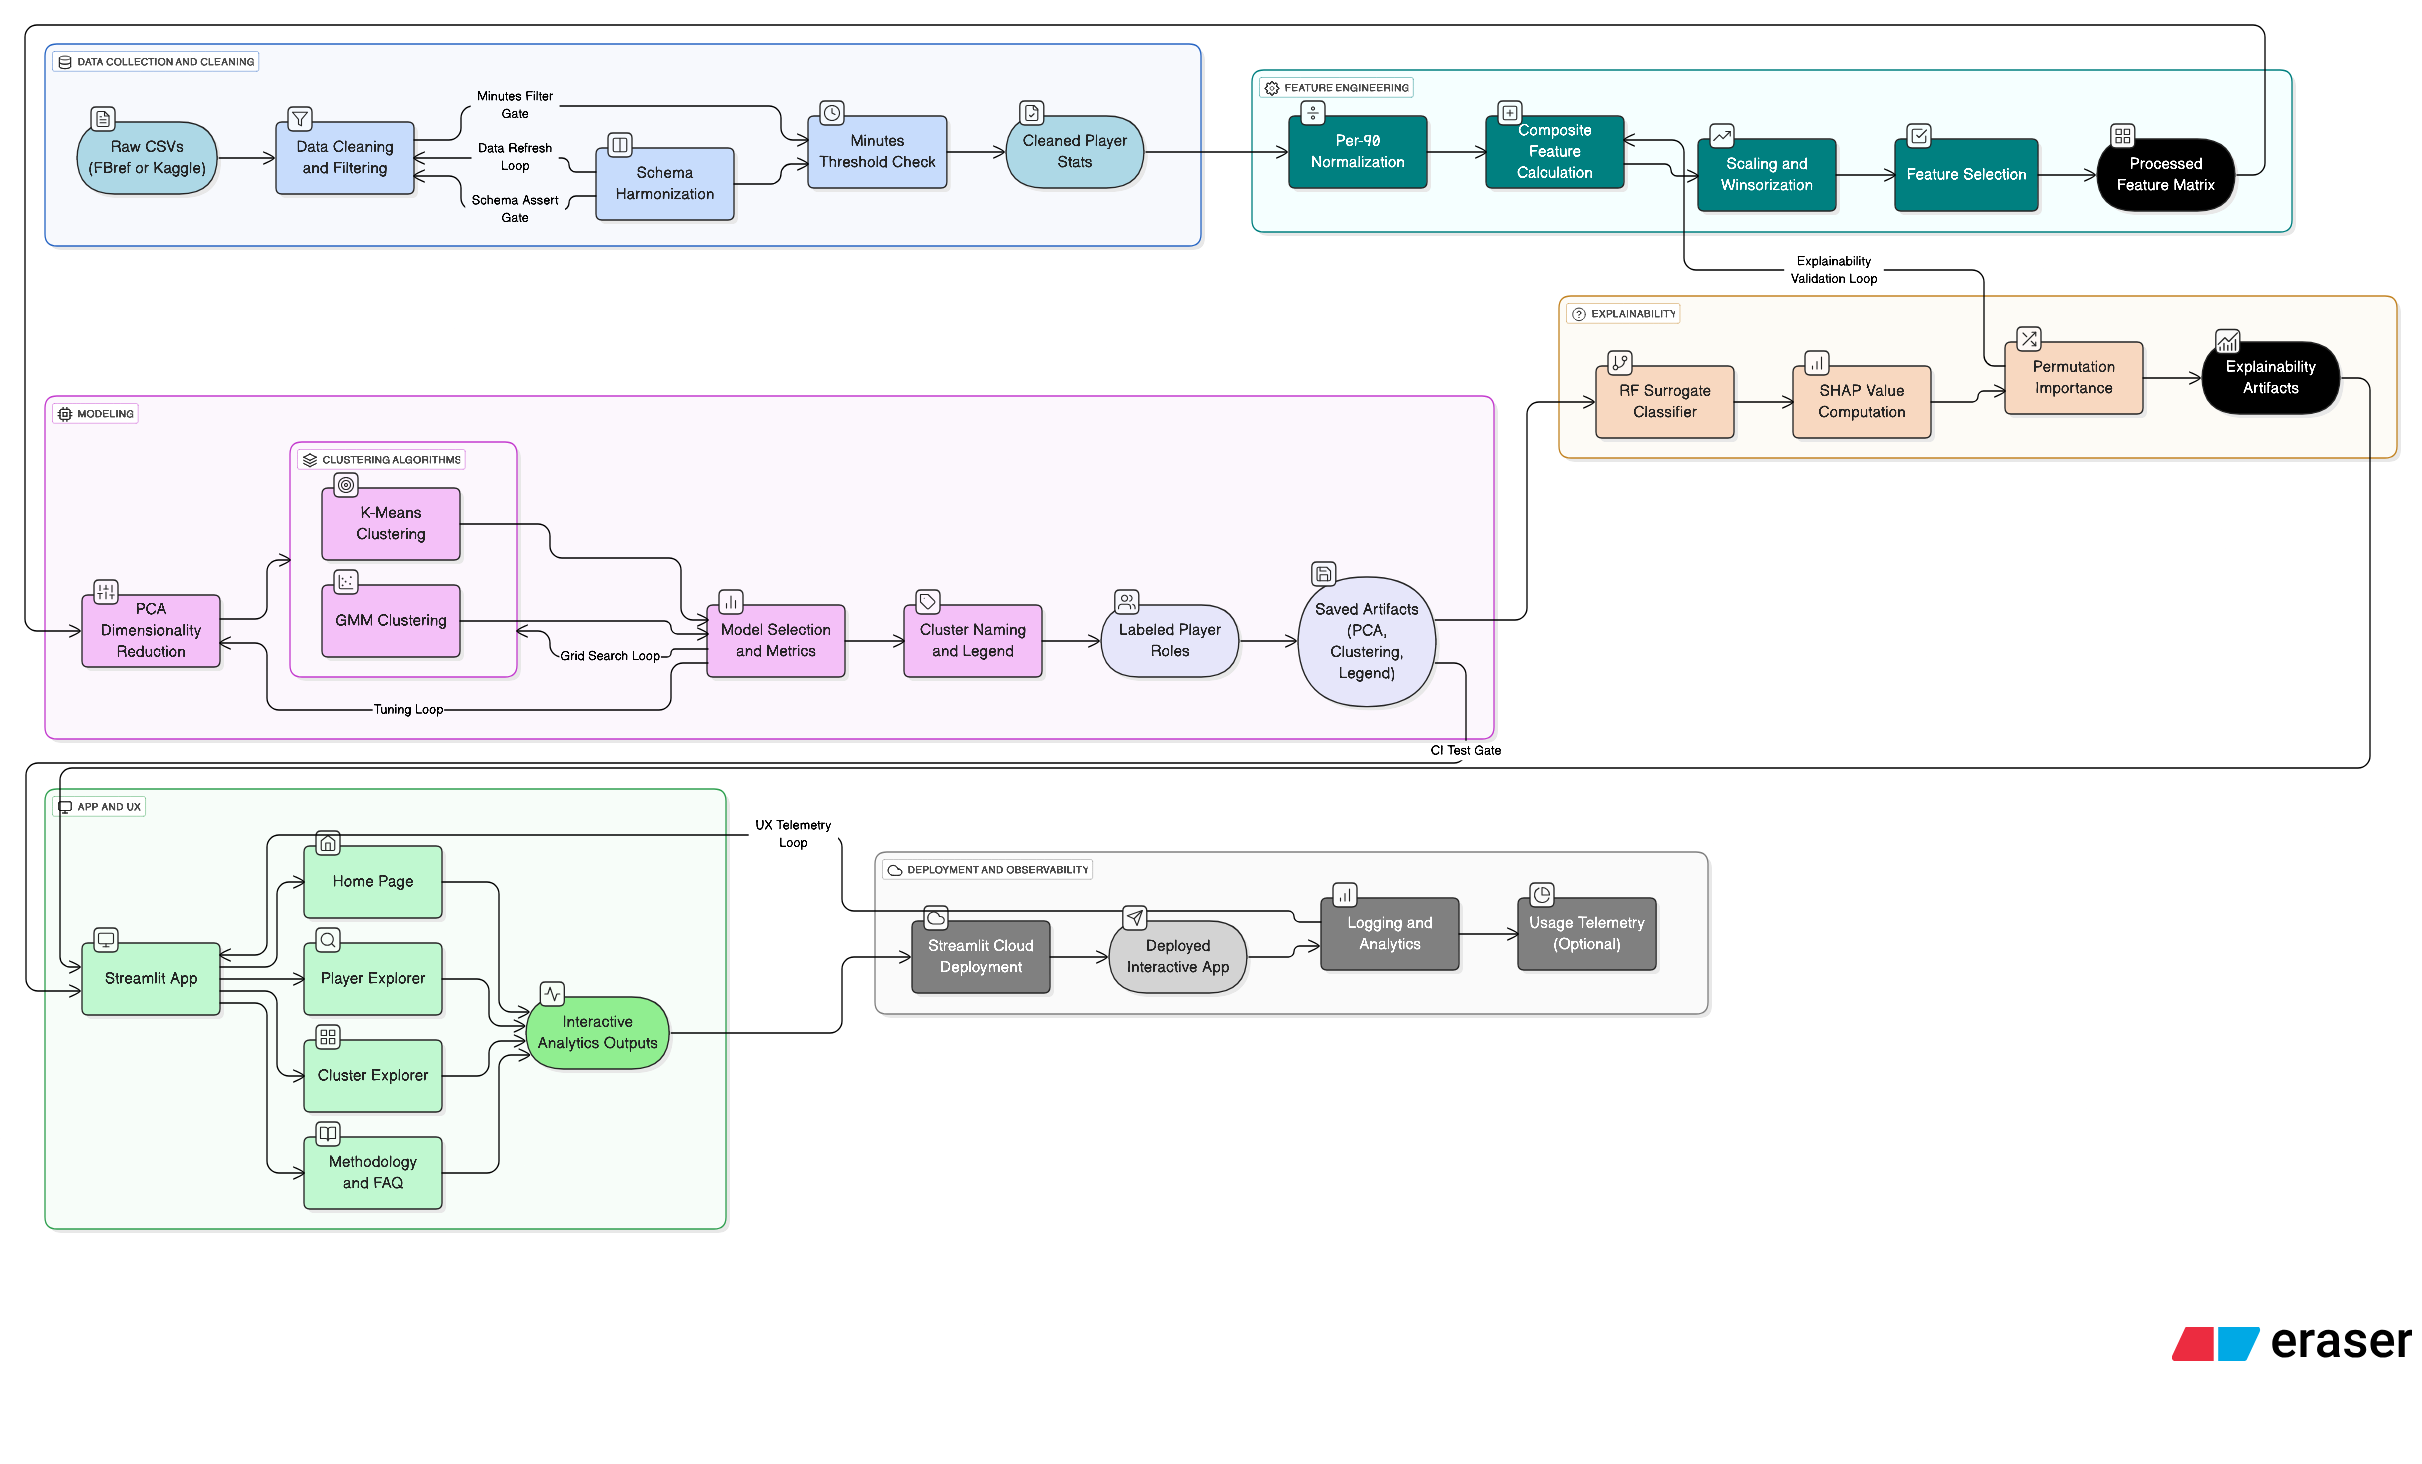 DATA COLLECTION AND CLEANING
Raw CSVs
(FBref or Kaggle)
Data Cleaning
and Filtering
Minutes Filter
Gate
Data Refresh
Loop
Schema Assert
Gate
Schema
Harmonization
Minutes
Threshold Check
Cleaned Player
Stats
FEATURE ENGINEERING
Per-90
Normalization
Composite
Feature
Calculation
Scaling and
Winsorization
Feature Selection
Processed
Feature Matrix
Explainability
Validation Loop
EXPLAINABILITY
RF Surrogate
Classifier
SHAP Value
Computation
Permutation
Importance
Explainability
Artifacts
MODELING
CLUSTERING ALGORITHMS
K-Means
Clustering
GMM Clustering
PCA
Dimensionality
Reduction
Grid Search Loop
Tuning Loop
Model Selection
and Metrics
Cluster Naming
and Legend
Labeled Player
Roles
Saved Artifacts
(PCA,
Clustering,
Legend)
CI Test Gate
APP AND UX
Streamlit App
Home Page
Player Explorer
Cluster Explorer
Methodology
and FAQ
Interactive
Analytics Outputs
UX Telemetry
Loop
DEPLOYMENT AND OBSERVABILITY
Streamlit Cloud
Deployment
Deployed
Interactive App
Logging and
Analytics
Usage Telemetry
(Optional)
eraser